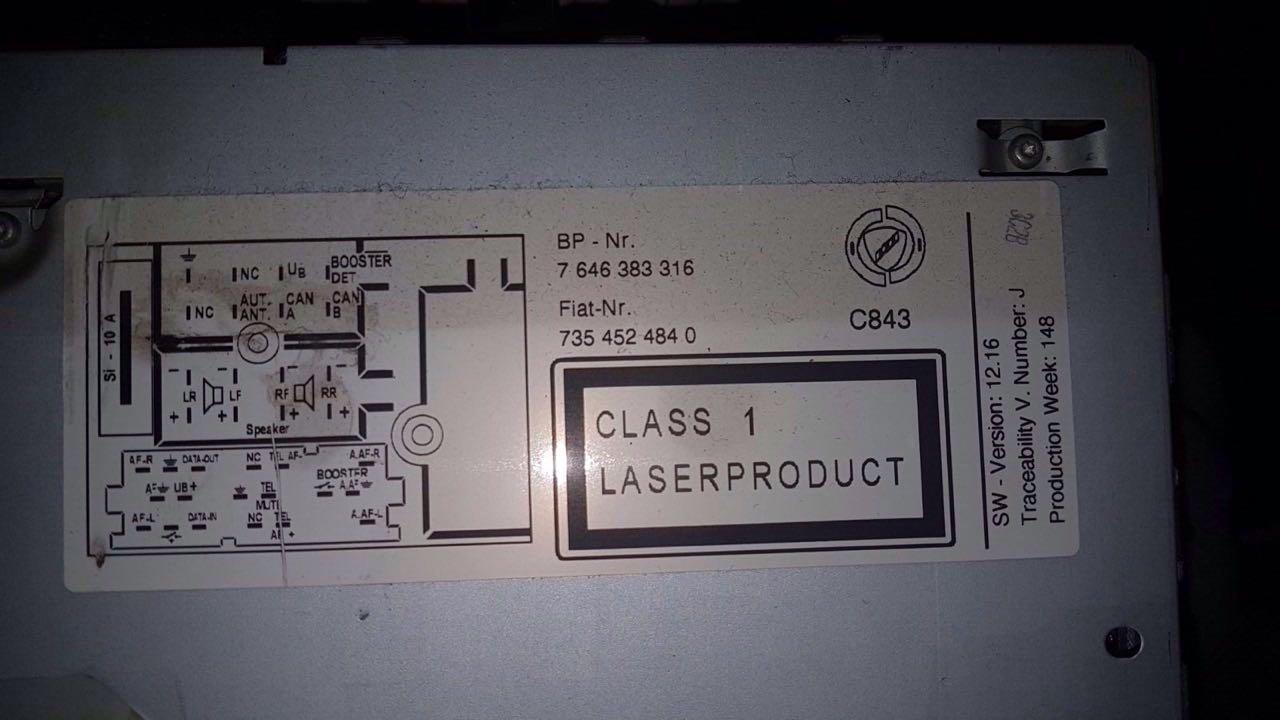 NC UB BOOSTER DET
NC AUT. ANT. CAN A CAN B
Si - 10 A
- - - -
LR LF RF RR
+ + + +
Speaker
AF-R DATA-OUT NC TEL AF- A.AF-R
UB+ TEL MUTE BOOSTER A.AF
AF-L DATA-IN NC TEL AF+ A.AF-L
BP - Nr.
7 646 383 316
Fiat-Nr.
735 452 484 0
C843
CLASS 1
LASERPRODUCT
SW - Version: 12.16
Traceability V. Number: J
Production Week: 148